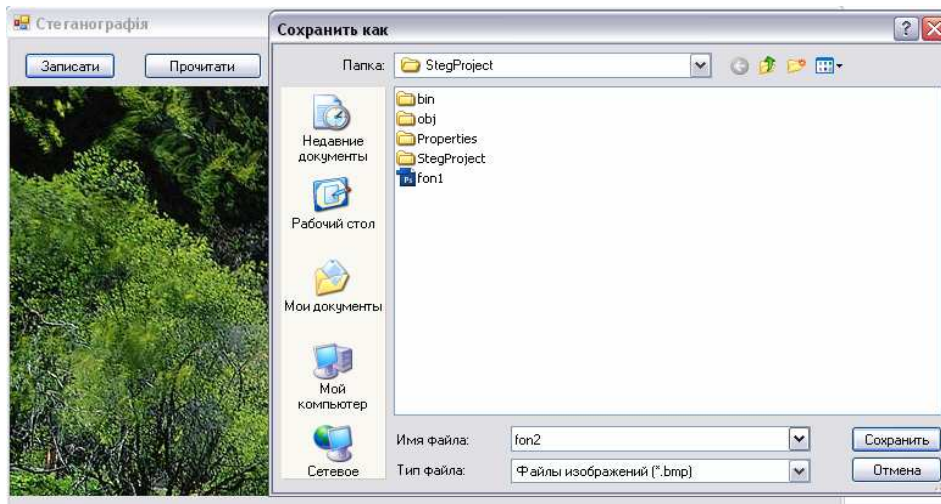 Стеганографія
Записати
Прочитати
Сохранить как
Папка:
StegProject
Недавние
документы
Рабочий стол
Мои документы
Мой
компьютер
Сетевое
bin
obj
Properties
StegProject
fon1
Имя файла:
fon2
Сохранить
Тип файла:
Файлы изображений (*.bmp)
Отмена